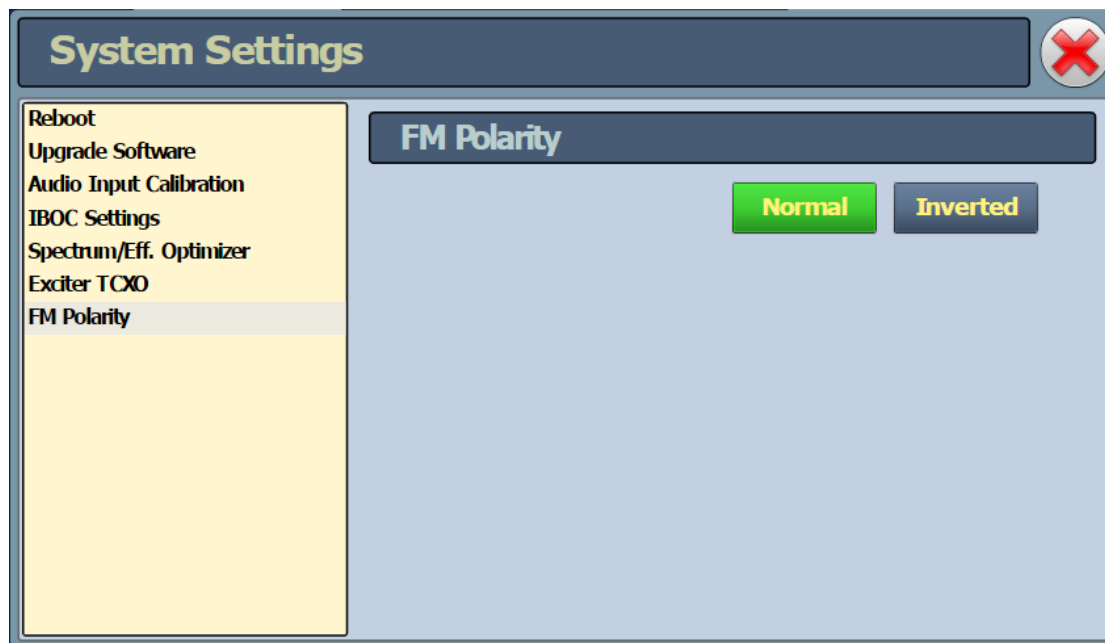 System Settings
Reboot
Upgrade Software
Audio Input Calibration
IBOC Settings
Spectrum/Eff. Optimizer
Exciter TCXO
FM Polarity
FM Polarity
Normal
Inverted